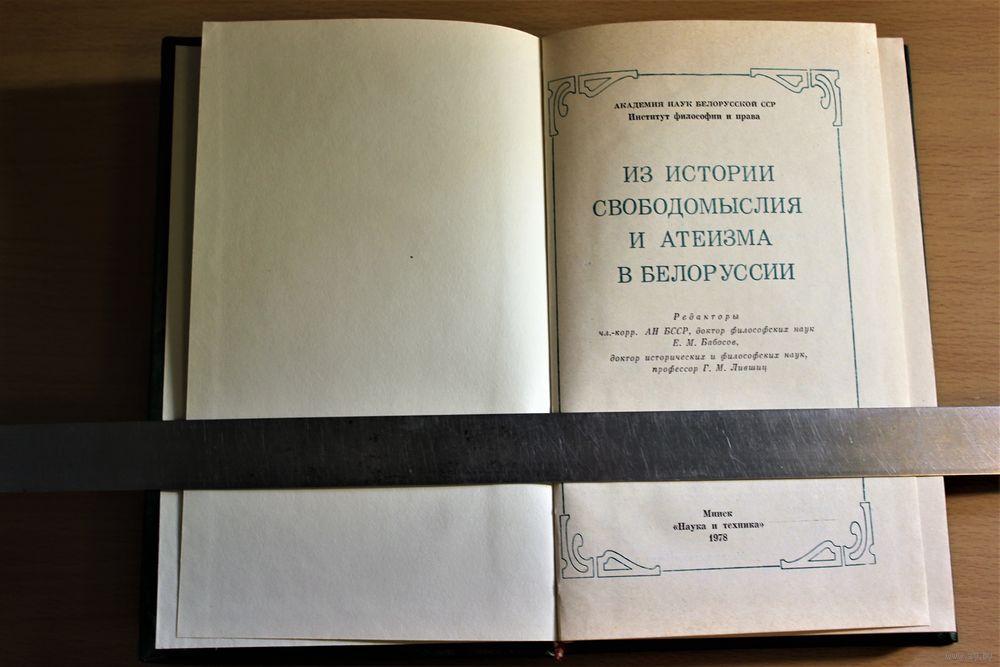 АКАДЕМИЯ НАУК БЕЛОРУССКОЙ ССР
Институт философии и права
ИЗ ИСТОРИИ
СВОБОДОМЫСЛИЯ
И АТЕИЗМА
В БЕЛОРУССИИ
Редакторы
чл.-корр. АН БССР, доктор философских наук
Е. М. Бабосов,
доктор исторических и философских наук,
профессор Г. М. Лившиц
Минск
«Наука и техника»
1978